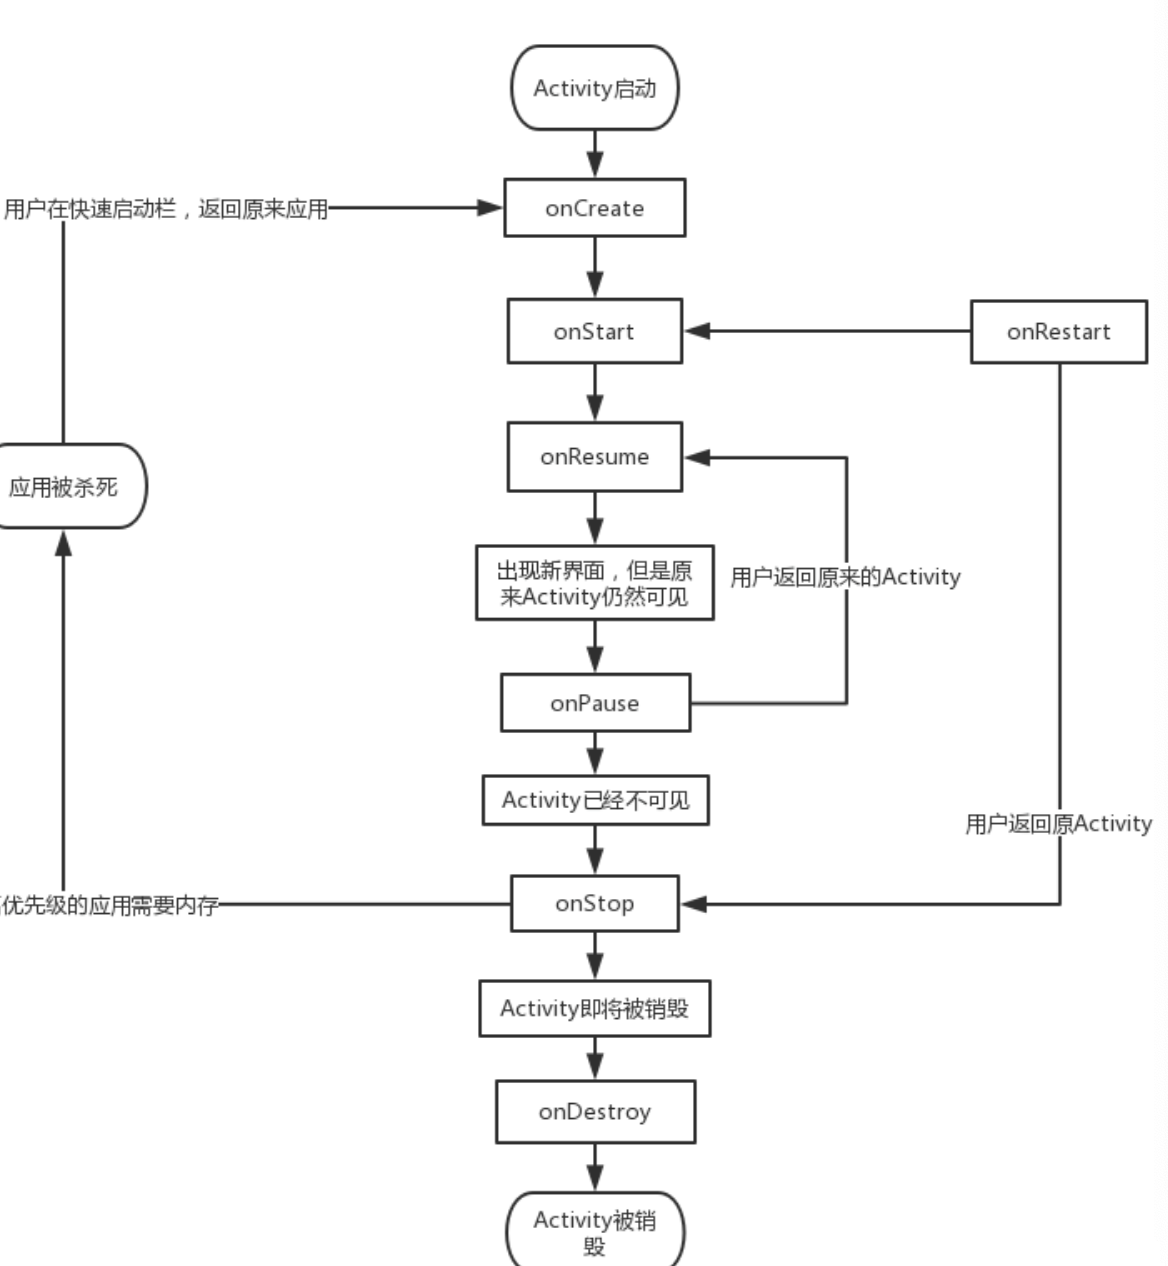 Activity启动
用户在快速启动栏，返回原来应用
onCreate
onStart
onRestart
onResume
应用被杀死
出现新界面，但是原
来Activity仍然可见
用户返回原来的Activity
onPause
Activity已经不可见
用户返回原Activity
优先级的应用需要内存
onStop
Activity即将被销毁
onDestroy
Activity被销
毁